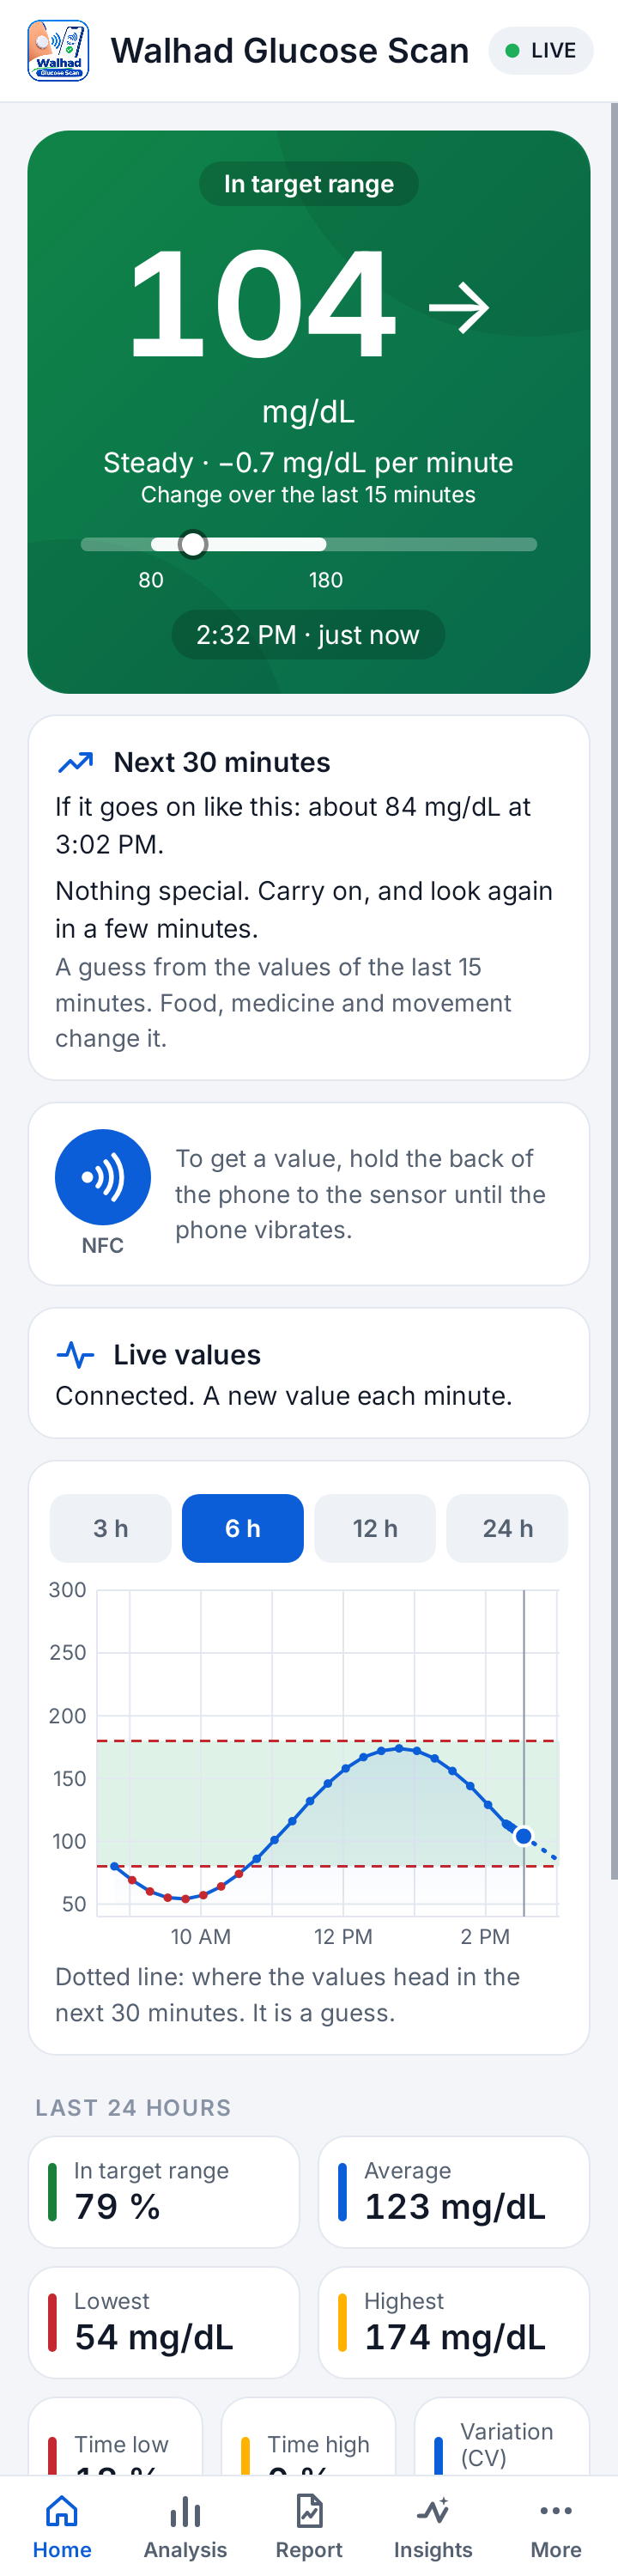 Walhad
Glucose Scan
Walhad Glucose Scan
LIVE
In target range
104 →
mg/dL
Steady · −0.7 mg/dL per minute
Change over the last 15 minutes
80
180
2:32 PM · just now
Next 30 minutes
If it goes on like this: about 84 mg/dL at
3:02 PM.
Nothing special. Carry on, and look again
in a few minutes.
A guess from the values of the last 15
minutes. Food, medicine and movement
change it.
NFC
To get a value, hold the back of
the phone to the sensor until the
phone vibrates.
Live values
Connected. A new value each minute.
3 h
6 h
12 h
24 h
300
250
200
150
100
50
10 AM
12 PM
2 PM
Dotted line: where the values head in the
next 30 minutes. It is a guess.
LAST 24 HOURS
In target range
79 %
Average
123 mg/dL
Lowest
54 mg/dL
Highest
174 mg/dL
Time low
Time high
Variation
(CV)
Home
Analysis
Report
Insights
More